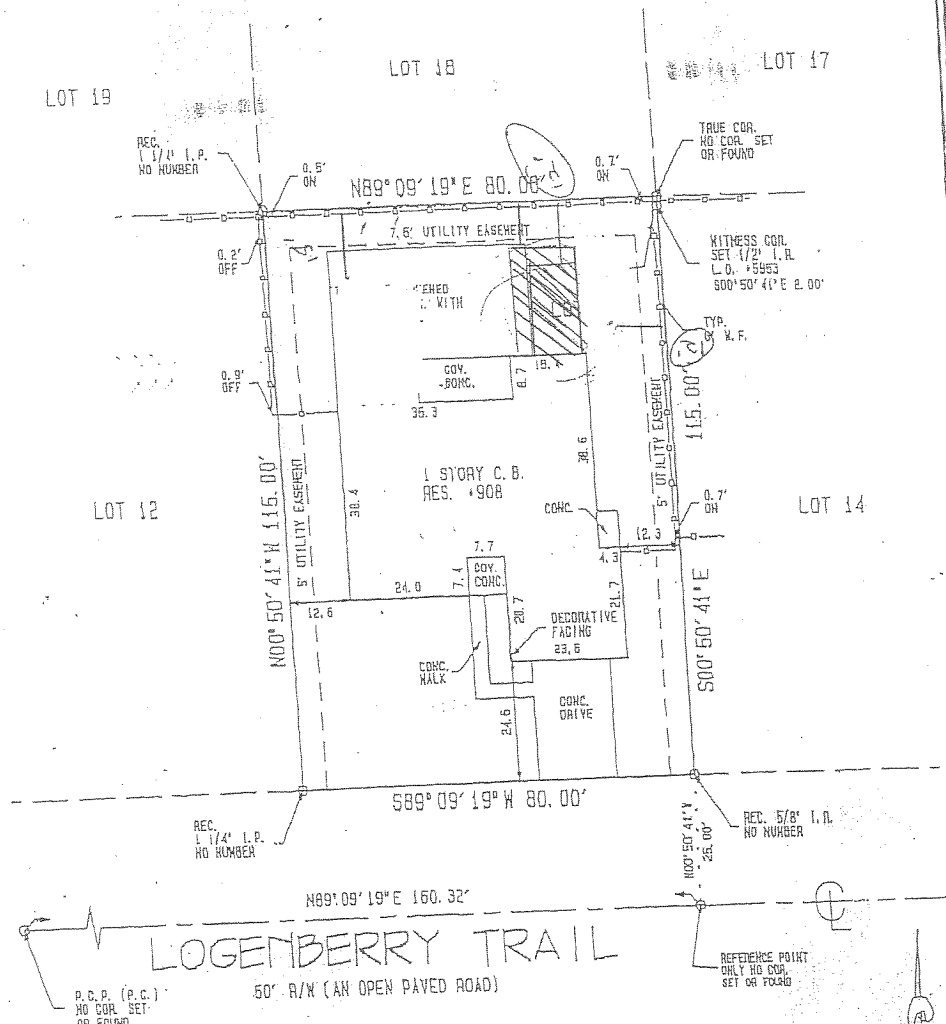 LOT 18
LOT 17
LOT 19
REC.
1 1/4" I.P.
NO NUMBER
0.5'
ON
N89°09'19"E 80.00'
0.7'
ON
TRUE COR.
NO COR. SET
OR FOUND
7.5' UTILITY EASEMENT
0.2'
OFF
WITNESS COR.
SET 1/2" I.R.
L.B. #5953
S00°50'41"E 2.00'
WITH
TYP.
W.F.
0.9'
OFF
COV.
CONC.
8.7
36.3
115.00'
5' UTILITY EASEMENT
38.6
38.4
1 STORY C.B.
RES. #908
LOT 12
LOT 14
0.7'
ON
CONC.
12.3
4.3
N00°50'41"W 115.00'
5' UTILITY EASEMENT
7.7
7.4
COV.
CONC.
24.0
12.6
20.7
21.7
DECORATIVE
FACING
23.6
S00°50'41"E
CONC.
WALK
CONC.
DRIVE
24.6
S89°09'19"W 80.00'
REC.
1 1/4" I.P.
NO NUMBER
REC. 5/8" I.R.
NO NUMBER
N00°50'41"W
25.00'
N89°09'19"E 160.32'
LOGENBERRY TRAIL
50' R/W (AN OPEN PAVED ROAD)
P.C.P. (P.C.)
NO COR. SET
OR FOUND
REFERENCE POINT
ONLY NO COR.
SET OR FOUND